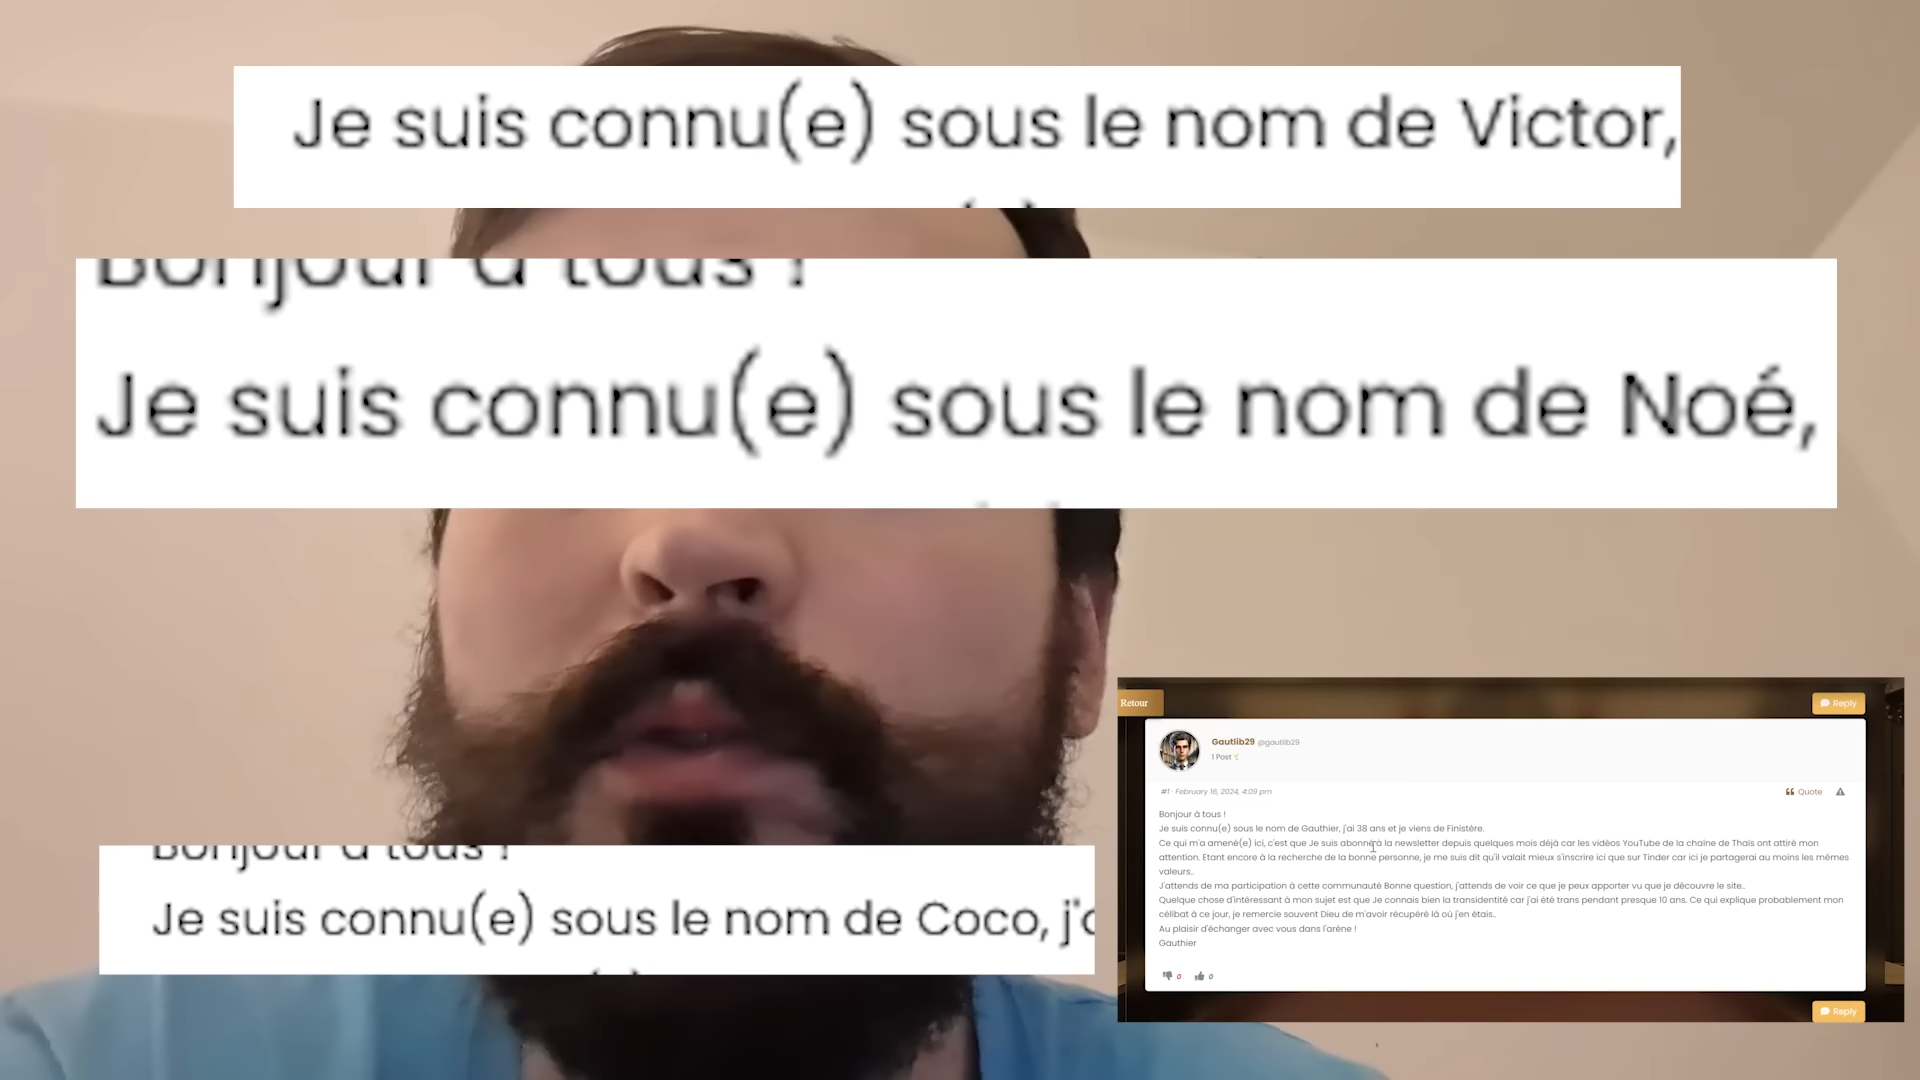 Je suis connu(e) sous le nom de Victor,
Bonjour à tous !
Je suis connu(e) sous le nom de Noé,
Bonjour à tous !
Je suis connu(e) sous le nom de Coco, j'a
Retour
Reply
Gautlib29 @gautlib29
1 Post
#1 · February 16, 2024, 4:09 pm
Quote
Bonjour à tous !
Je suis connu(e) sous le nom de Gauthier, j'ai 38 ans et je viens de Finistère.
Ce qui m'a amené(e) ici, c'est que Je suis abonné à la newsletter depuis quelques mois déjà car les vidéos YouTube de la chaîne de Thaïs ont attiré mon
attention. Etant encore à la recherche de la bonne personne, je me suis dit qu'il valait mieux s'inscrire ici que sur Tinder car ici je partagerai au moins les mêmes
valeurs..
J'attends de ma participation à cette communauté Bonne question, j'attends de voir ce que je peux apporter vu que je découvre le site..
Quelque chose d'intéressant à mon sujet est que Je connais bien la transidentité car j'ai été trans pendant presque 10 ans. Ce qui explique probablement mon
célibat à ce jour, je remercie souvent Dieu de m'avoir récupéré là où j'en étais..
Au plaisir d'échanger avec vous dans l'arène !
Gauthier
0 0
Reply